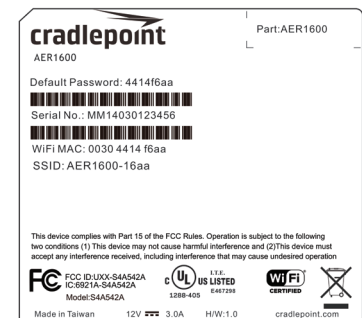 cradlepoint
Part:AER1600
AER1600
Default Password: 4414f6aa
Serial No.: MM14030123456
WiFi MAC: 0030 4414 f6aa
SSID: AER1600-16aa
This device complies with Part 15 of the FCC Rules. Operation is subject to the following
two conditions (1) This device may not cause harmful interference and (2)This device must
accept any interference received, including interference that may cause undesired operation
FC FCC ID:UXX-S4A542A
IC:6921A-S4A542A
Model:S4A542A
C UL US LISTED
I.T.E.
E467298
1288-405
Wi Fi
CERTIFIED
Made in Taiwan 12V 3.0A H/W:1.0 cradlepoint.com